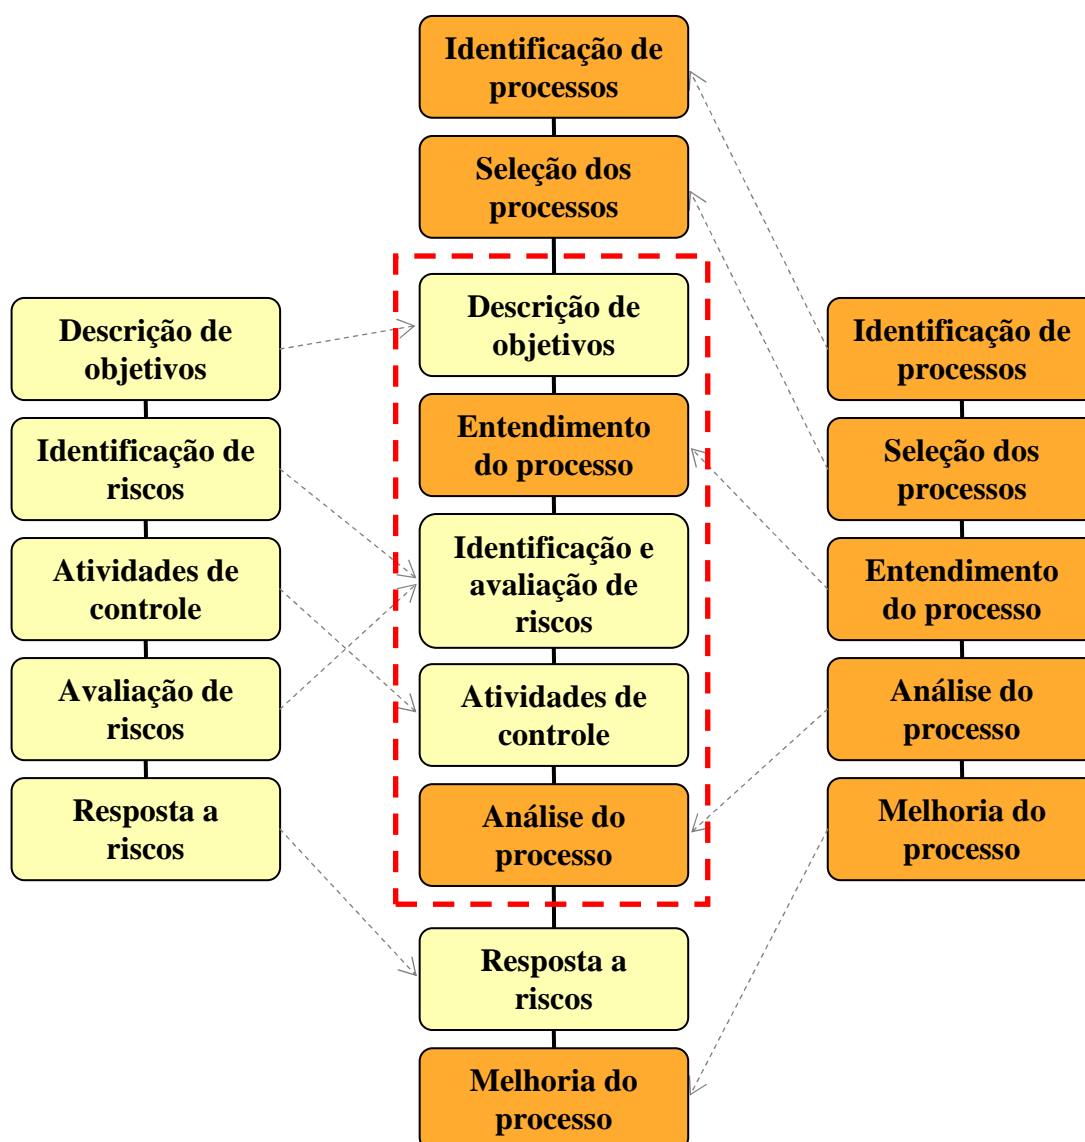 Identificação de
processos
Seleção dos
processos
Descrição de
objetivos
Entendimento
do processo
Identificação e
avaliação de
riscos
Atividades de
controle
Análise do
processo
Resposta a
riscos
Melhoria do
processo
Descrição de
objetivos
Identificação de
riscos
Atividades de
controle
Avaliação de
riscos
Resposta a
riscos
Identificação de
processos
Seleção dos
processos
Entendimento
do processo
Análise do
processo
Melhoria do
processo